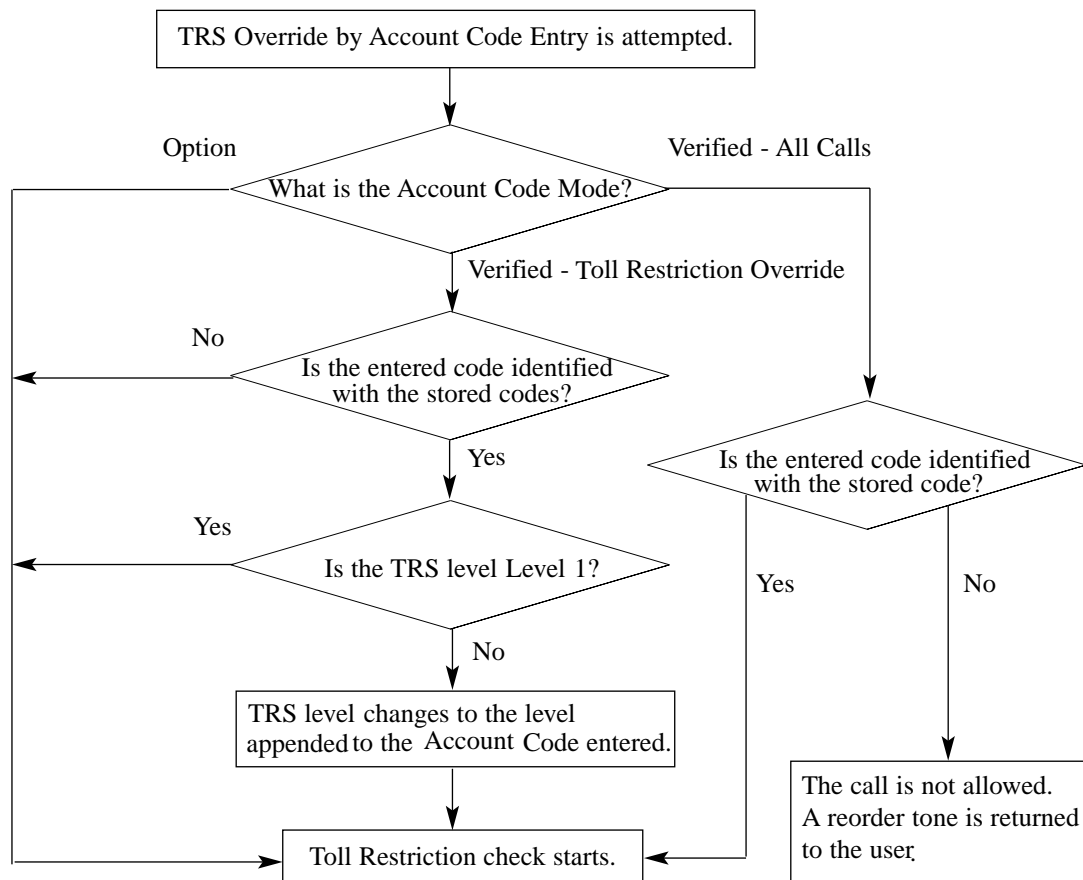 TRS Override by Account Code Entry is attempted.
Option
Verified - All Calls
What is the Account Code Mode?
Verified - Toll Restriction Override
No
Is the entered code identified
with the stored codes?
Yes
Is the entered code identified
with the stored code?
Yes
Is the TRS level Level 1?
Yes
No
No
TRS level changes to the level
appended to the Account Code entered.
The call is not allowed.
A reorder tone is returned
to the user.
Toll Restriction check starts.